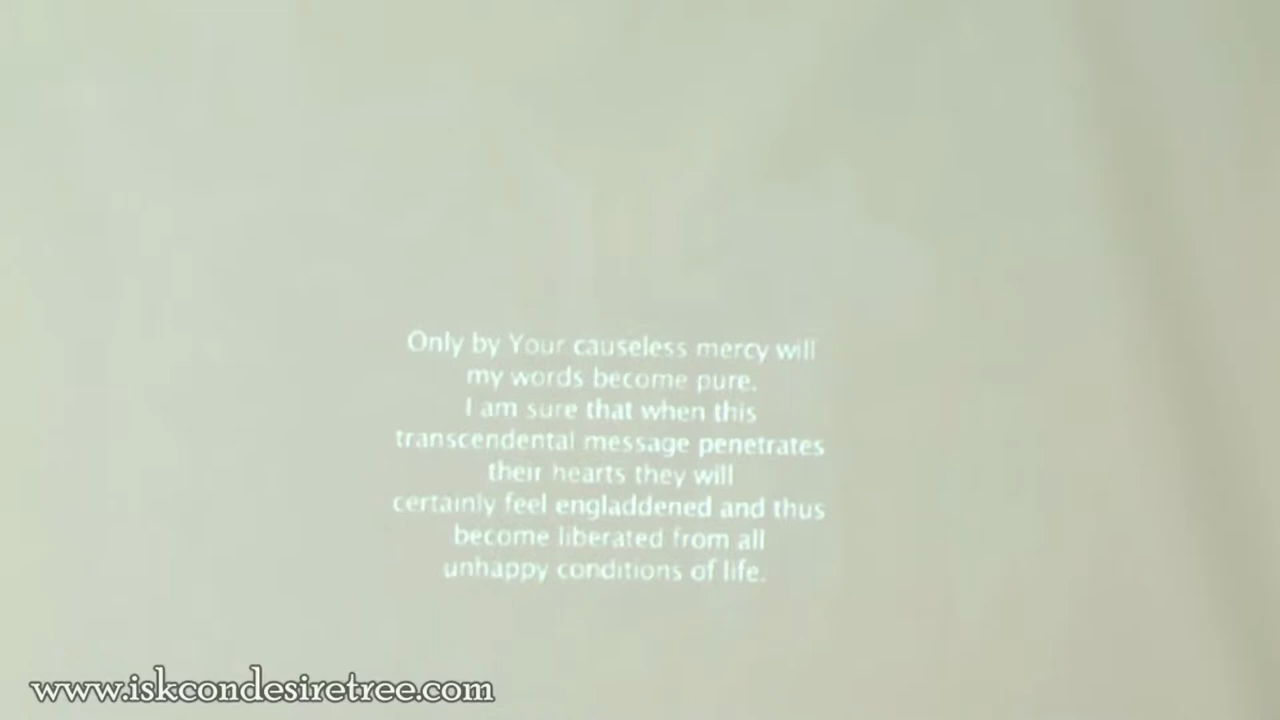 Only by Your causeless mercy will
my words become pure.
I am sure that when this
transcendental message penetrates
their hearts they will
certainly feel engladdened and thus
become liberated from all
unhappy conditions of life.
www.iskcondesiretree.com